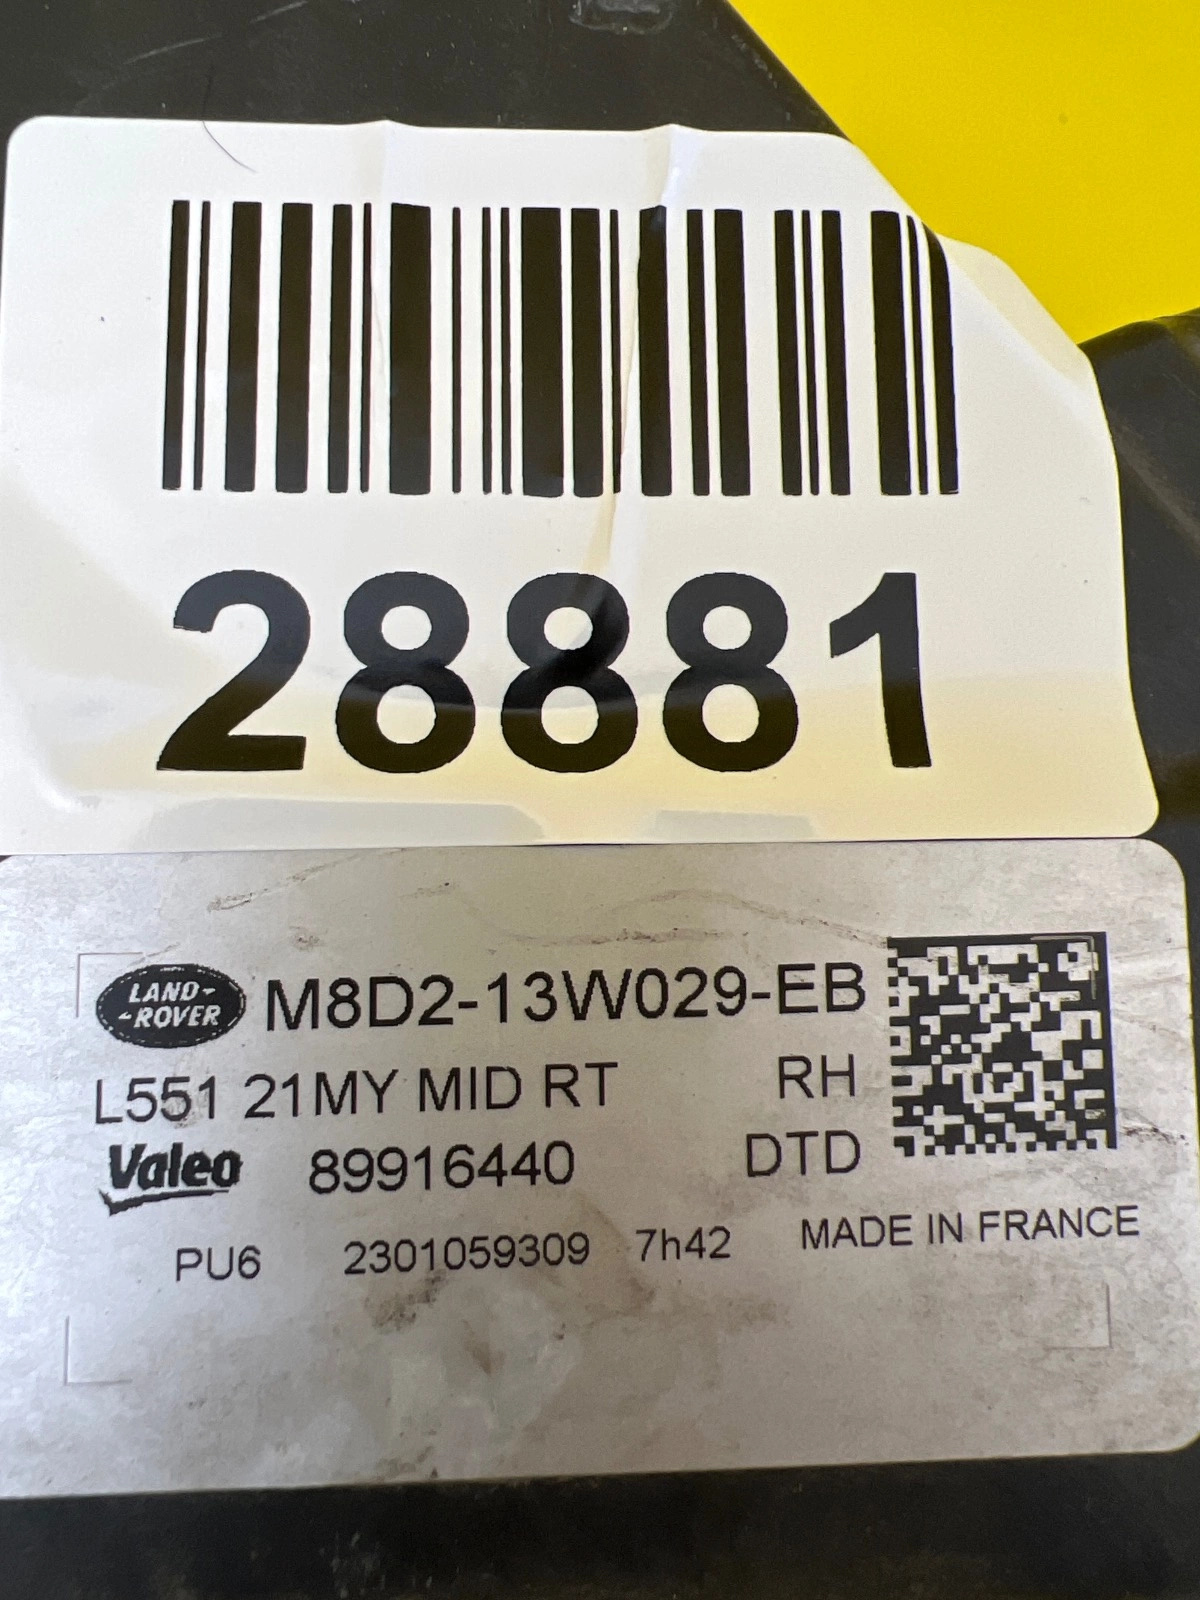 28881
LAND-
-ROVER M8D2-13W029-EB
L551 21MY MID RT RH
Valeo 89916440 DTD
PU6 2301059309 7h42 MADE IN FRANCE